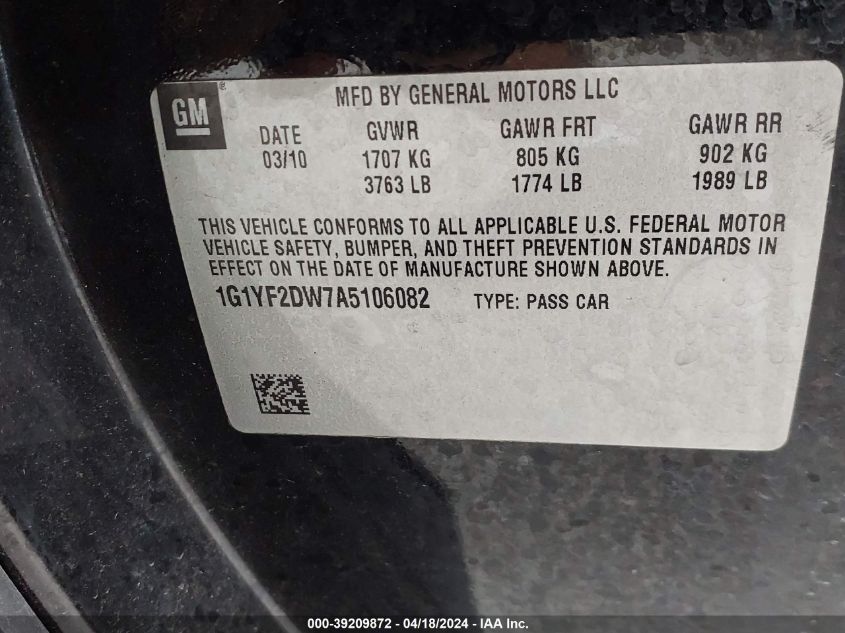 GM®
MFD BY GENERAL MOTORS LLC
DATE GVWR GAWR FRT GAWR RR
03/10 1707 KG 805 KG 902 KG
3763 LB 1774 LB 1989 LB
THIS VEHICLE CONFORMS TO ALL APPLICABLE U.S. FEDERAL MOTOR
VEHICLE SAFETY, BUMPER, AND THEFT PREVENTION STANDARDS IN
EFFECT ON THE DATE OF MANUFACTURE SHOWN ABOVE.
1G1YF2DW7A5106082 TYPE: PASS CAR
000-39209872 - 04/18/2024 - IAA Inc.